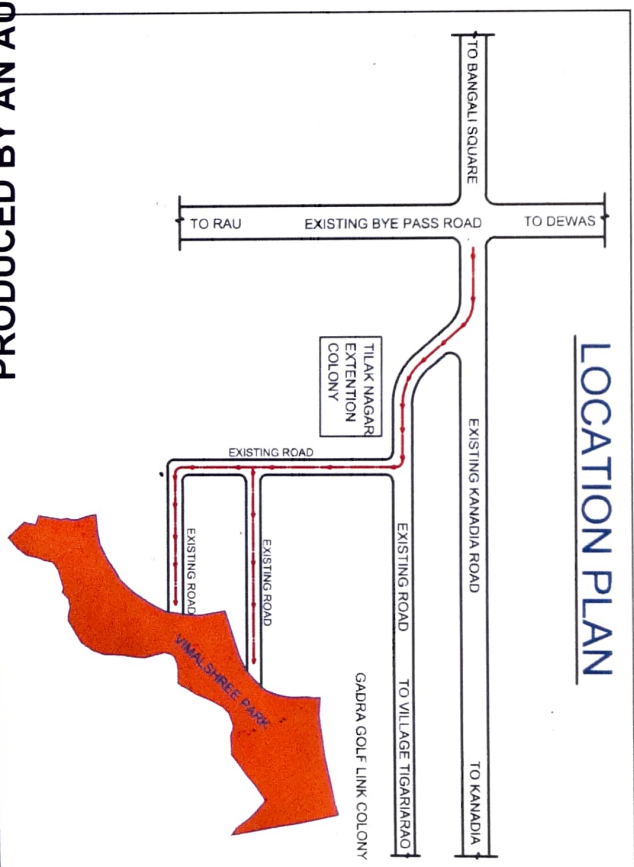 PRODUCED BY AN AU
LOCATION PLAN
TO BANGALI SQUARE
TO RAU
EXISTING BYE PASS ROAD
TO DEWAS
TILAK NAGAR
EXTENTION
COLONY
EXISTING KANADIA ROAD
TO KANADIA
EXISTING ROAD
EXISTING ROAD
TO VILLAGE TIGARIARAO
GADRA GOLF LINK COLONY
EXISTING ROAD
EXISTING ROAD
VIMALSHREE PARK